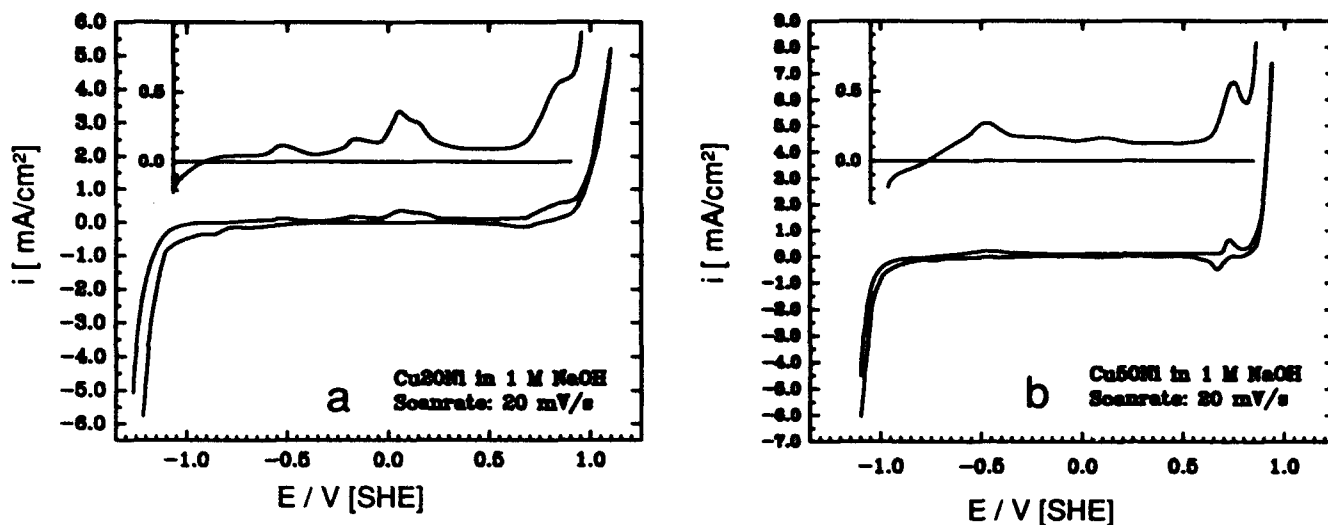 6.0
5.0
4.0
3.0
2.0
1.0
0.0
−1.0
−2.0
−3.0
−4.0
−5.0
−6.0
i [ mA/cm²]
0.5
0.0
a
Cu20Ni in 1 M NaOH
Scanrate: 20 mV/s
−1.0 −0.5 0.0 0.5 1.0
E / V [SHE]
9.0
8.0
7.0
6.0
5.0
4.0
3.0
2.0
1.0
0.0
−1.0
−2.0
−3.0
−4.0
−5.0
−6.0
−7.0
i [ mA/cm²]
0.5
0.0
b
Cu50Ni in 1 M NaOH
Scanrate: 20 mV/s
−1.0 −0.5 0.0 0.5 1.0
E / V [SHE]